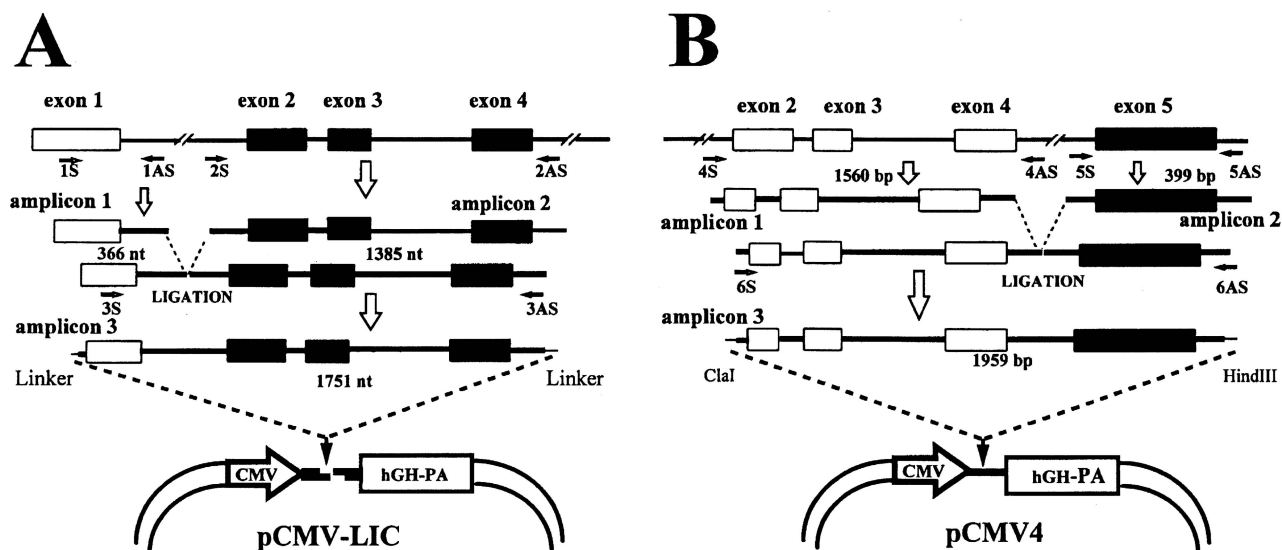 A
exon 1 exon 2 exon 3 exon 4
1S 1AS 2S 2AS
amplicon 1 amplicon 2
366 nt 1385 nt
LIGATION
3S 3AS
amplicon 3
1751 nt
Linker Linker
CMV hGH-PA
pCMV-LIC
B
exon 2 exon 3 exon 4 exon 5
4S 4AS 5S 5AS
1560 bp 399 bp
amplicon 1 amplicon 2
LIGATION
6S 6AS
amplicon 3
1959 bp
ClaI HindIII
CMV hGH-PA
pCMV4